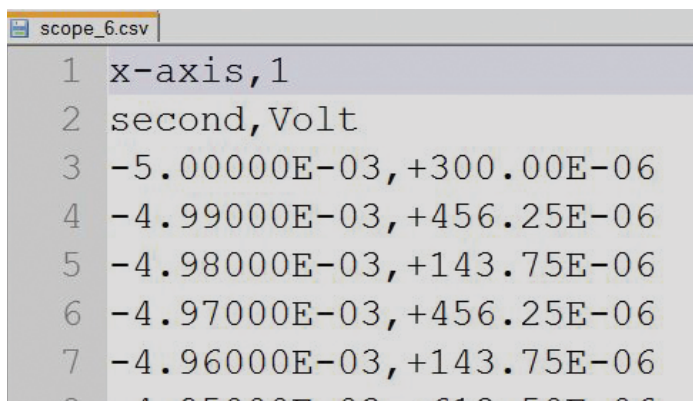 scope_6.csv
1 x-axis,1
2 second,Volt
3 -5.00000E-03,+300.00E-06
4 -4.99000E-03,+456.25E-06
5 -4.98000E-03,+143.75E-06
6 -4.97000E-03,+456.25E-06
7 -4.96000E-03,+143.75E-06